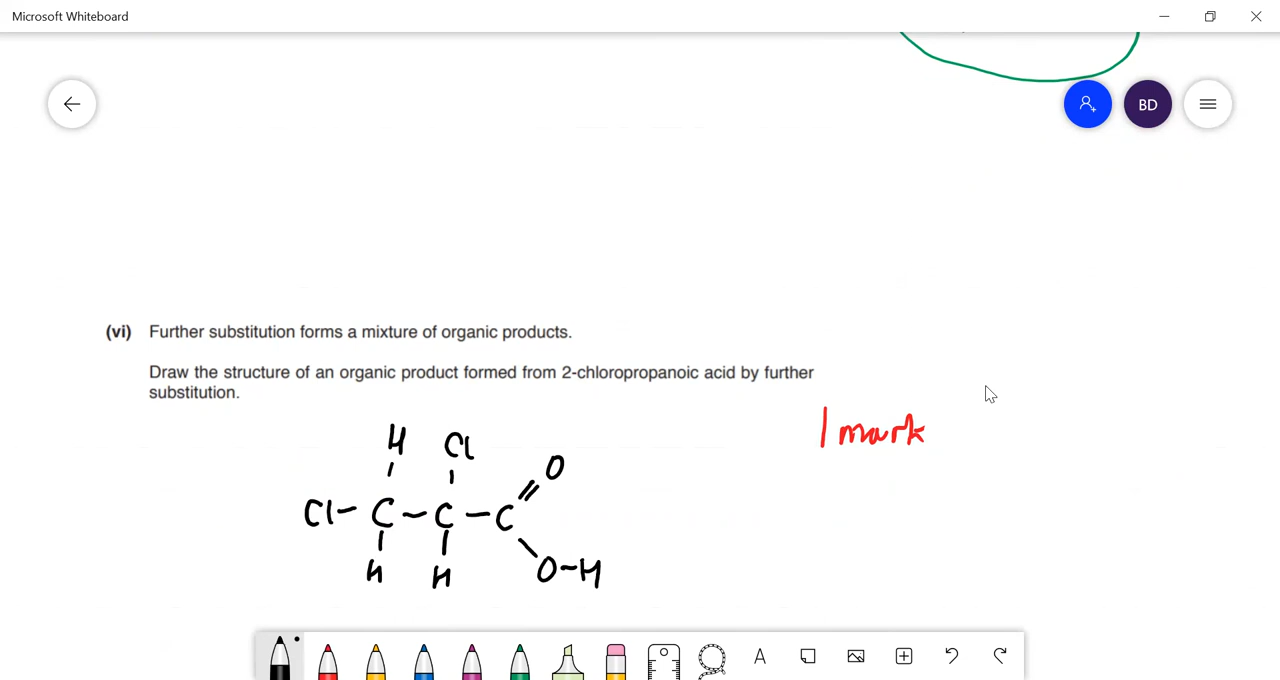 Microsoft Whiteboard
BD
(vi) Further substitution forms a mixture of organic products.
Draw the structure of an organic product formed from 2-chloropropanoic acid by further
substitution.
1 mark
H Cl O
Cl - C - C - C
H H O-H
A